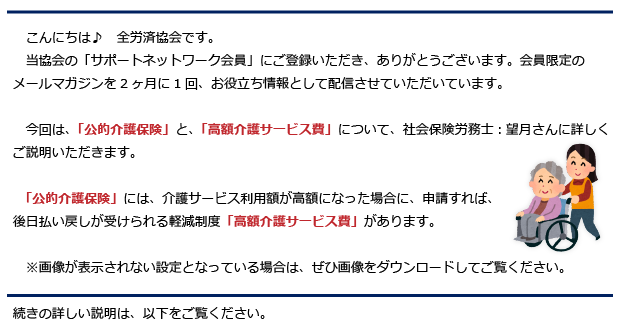 こんにちは♪　全労済協会です。
当協会の「サポートネットワーク会員」にご登録いただき、ありがとうございます。会員限定の
メールマガジンを２ヶ月に１回、お役立ち情報として配信させていただいています。
今回は、「公的介護保険」と、「高額介護サービス費」について、社会保険労務士：望月さんに詳しく
ご説明いただきます。
「公的介護保険」には、介護サービス利用額が高額になった場合に、申請すれば、
後日払い戻しが受けられる軽減制度「高額介護サービス費」があります。
※画像が表示されない設定となっている場合は、ぜひ画像をダウンロードしてご覧ください。
続きの詳しい説明は、以下をご覧ください。